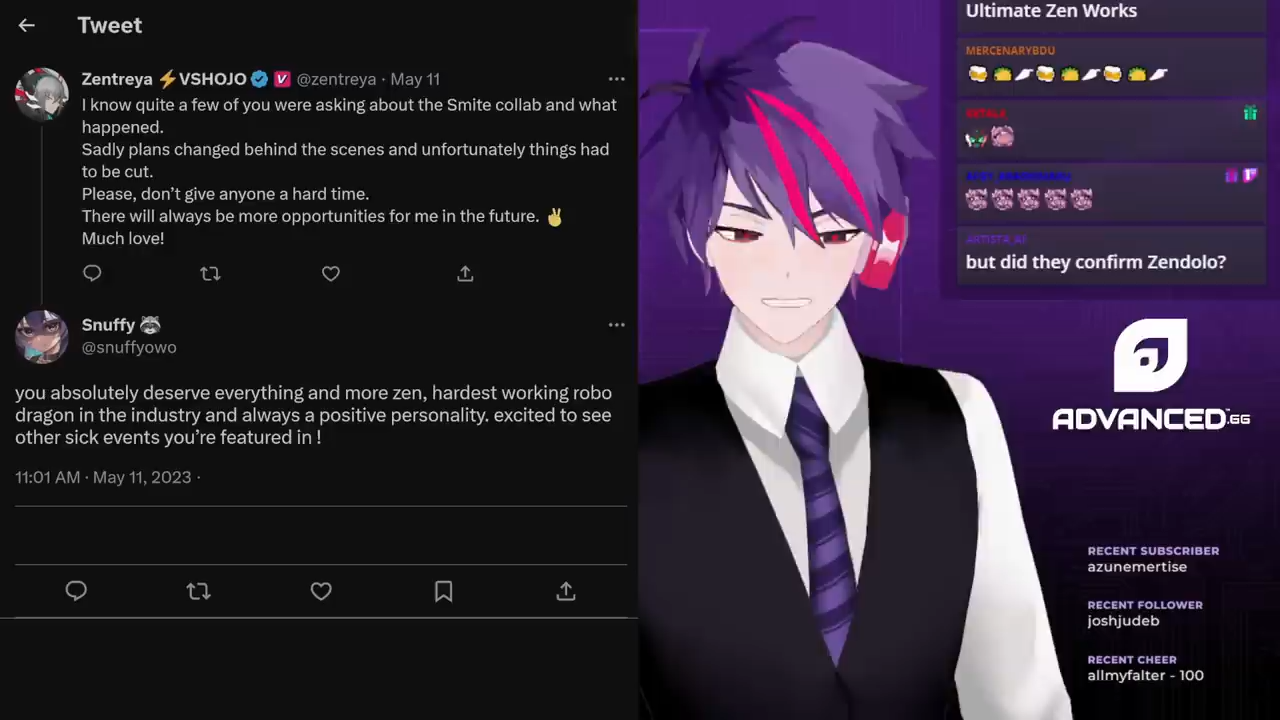 Tweet
Zentreya ⚡VSHOJO @zentreya · May 11
I know quite a few of you were asking about the Smite collab and what
happened.
Sadly plans changed behind the scenes and unfortunately things had
to be cut.
Please, don’t give anyone a hard time.
There will always be more opportunities for me in the future. ✌
Much love!
Snuffy 🦝
@snuffyowo
you absolutely deserve everything and more zen, hardest working robo
dragon in the industry and always a positive personality. excited to see
other sick events you’re featured in !
11:01 AM · May 11, 2023 ·
Ultimate Zen Works
MERCENARYBDU
ARTISTA_AI
but did they confirm Zendolo?
ADVANCED.GG
RECENT SUBSCRIBER
azunemertise
RECENT FOLLOWER
joshjudeb
RECENT CHEER
allmyfalter - 100